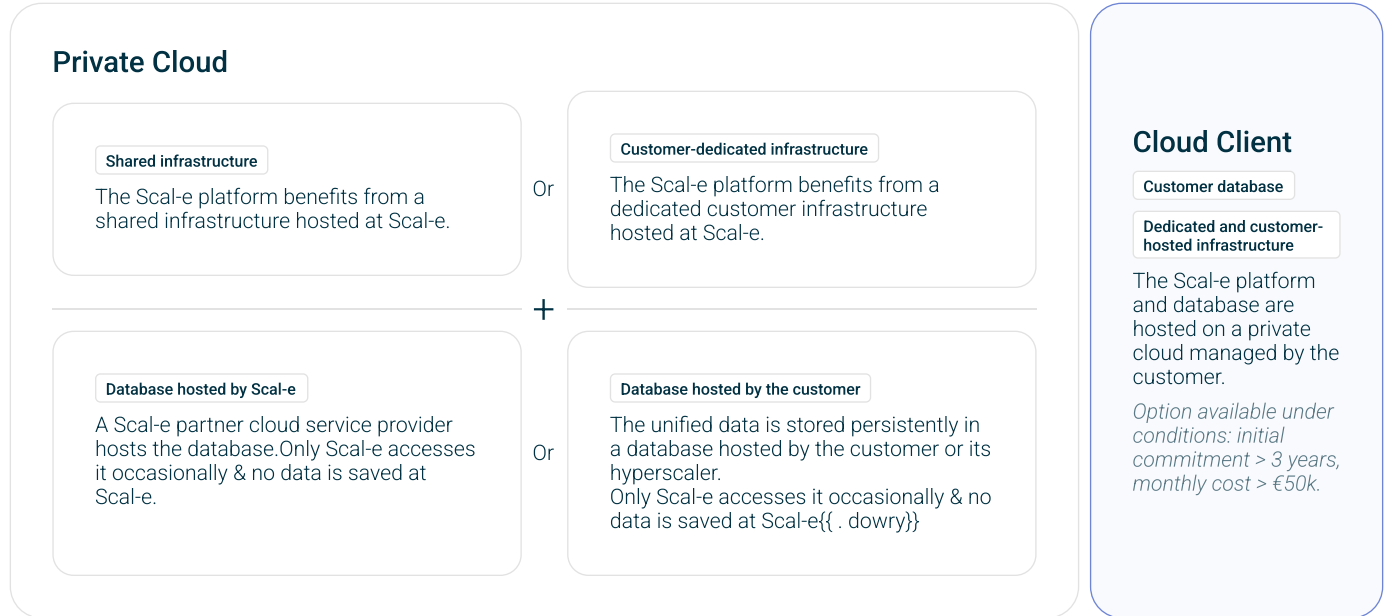 Private Cloud
Shared infrastructure
The Scal-e platform benefits from a
shared infrastructure hosted at Scal-e.
Or
Customer-dedicated infrastructure
The Scal-e platform benefits from a
dedicated customer infrastructure
hosted at Scal-e.
+
Database hosted by Scal-e
A Scal-e partner cloud service provider
hosts the database.Only Scal-e accesses
it occasionally & no data is saved at
Scal-e.
Or
Database hosted by the customer
The unified data is stored persistently in
a database hosted by the customer or its
hyperscaler.
Only Scal-e accesses it occasionally & no
data is saved at Scal-e{{ . dowry}}
Cloud Client
Customer database
Dedicated and customer-
hosted infrastructure
The Scal-e platform
and database are
hosted on a private
cloud managed by the
customer.
Option available under
conditions: initial
commitment > 3 years,
monthly cost > €50k.